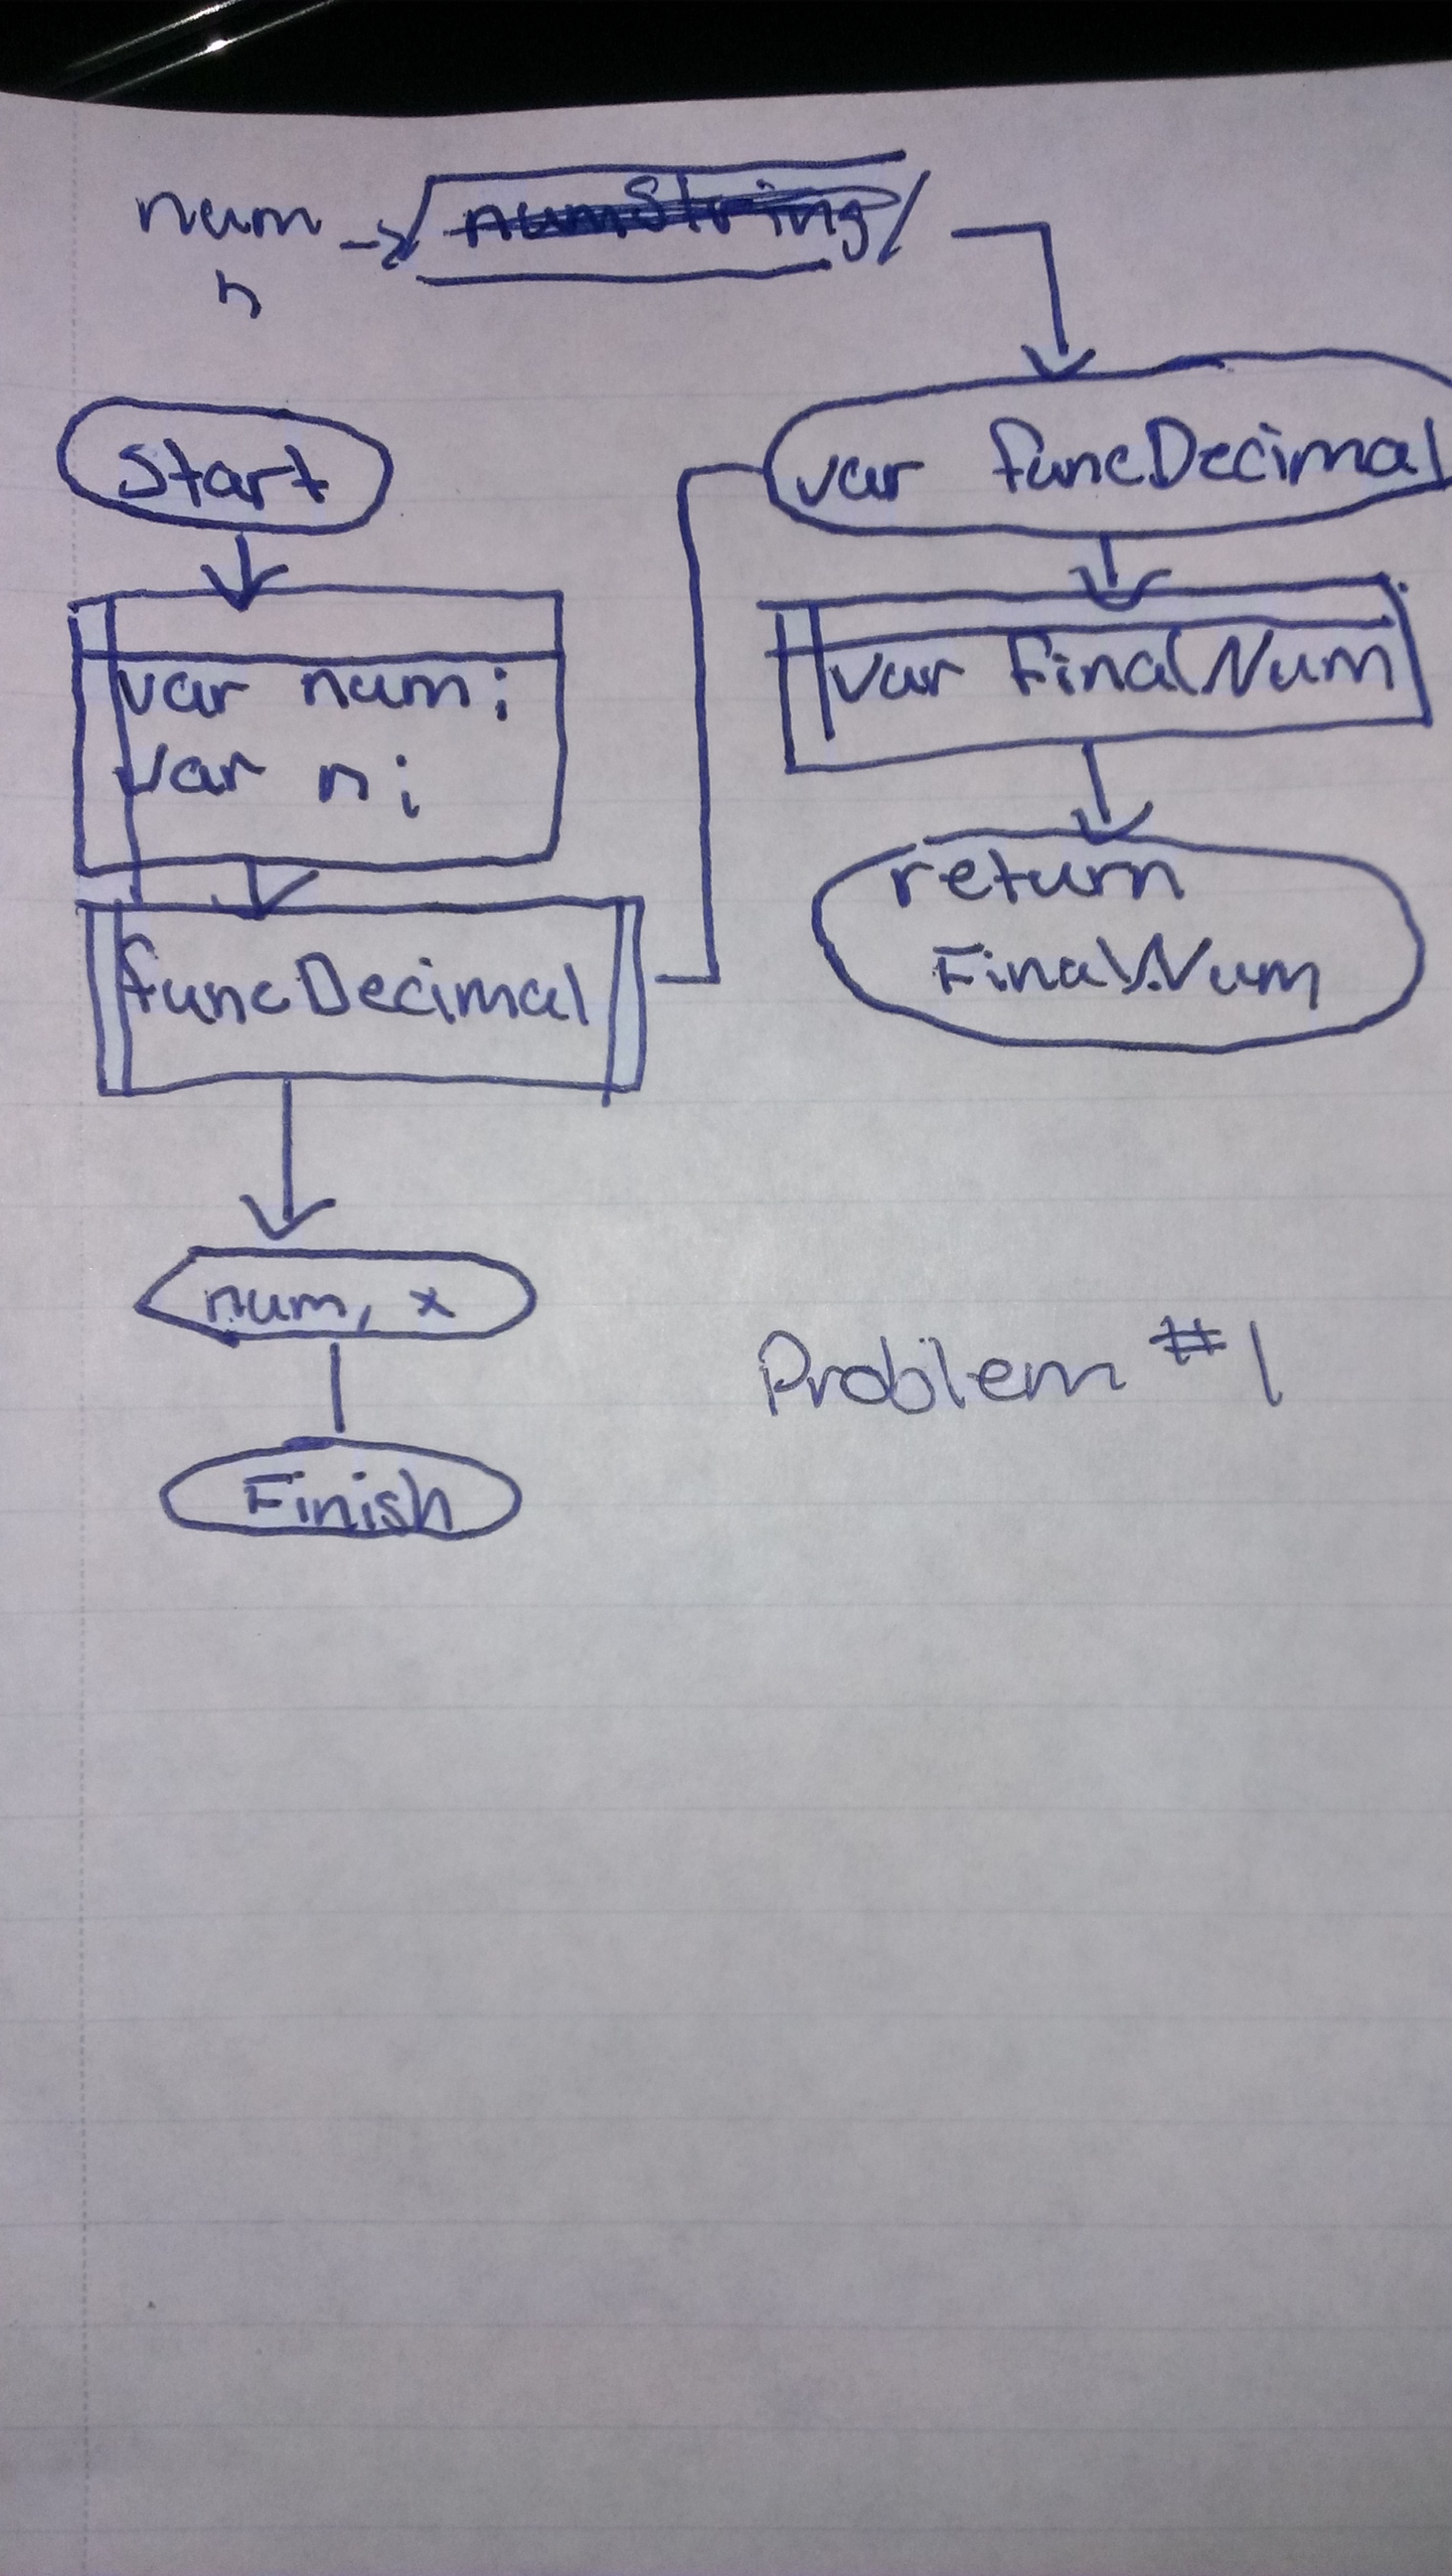 num
n
numString
Start
var num;
var n;
funcDecimal
num, x
Finish
var funcDecimal
var FinalNum
return
FinalNum
Problem #1